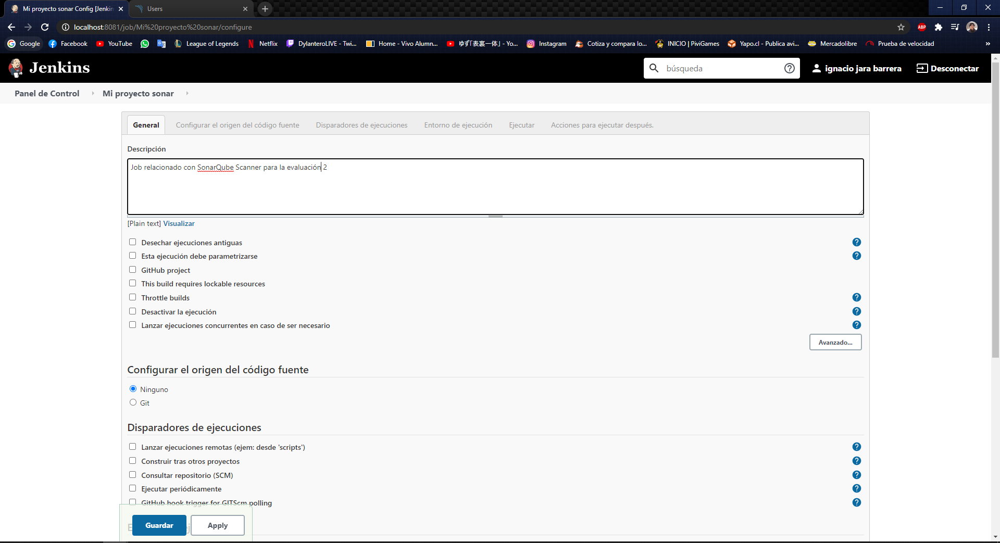 Mi proyecto sonar Config [Jenkin
Users
localhost:8081/job/Mi%20proyecto%20sonar/configure
ABP
Google
Facebook
YouTube
League of Legends
Netflix
DylanteroLIVE - Twi...
Home - Vivo Alumn...
ゆず「表裏一体」 - Yo...
Instagram
Cotiza y compara lo...
INICIO | PiviGames
Yapo.cl - Publica avi...
Mercadolibre
Prueba de velocidad
»
Jenkins
búsqueda
ignacio jara barrera
Desconectar
Panel de Control
Mi proyecto sonar
General
Configurar el origen del código fuente
Disparadores de ejecuciones
Entorno de ejecución
Ejecutar
Acciones para ejecutar después.
Descripción
Job relacionado con SonarQube Scanner para la evaluación 2
[Plain text] Visualizar
Desechar ejecuciones antiguas
Esta ejecución debe parametrizarse
GitHub project
This build requires lockable resources
Throttle builds
Desactivar la ejecución
Lanzar ejecuciones concurrentes en caso de ser necesario
Avanzado...
Configurar el origen del código fuente
Ninguno
Git
Disparadores de ejecuciones
Lanzar ejecuciones remotas (ejem: desde 'scripts')
Construir tras otros proyectos
Consultar repositorio (SCM)
Ejecutar periódicamente
GitHub hook trigger for GITScm polling
Guardar
Apply